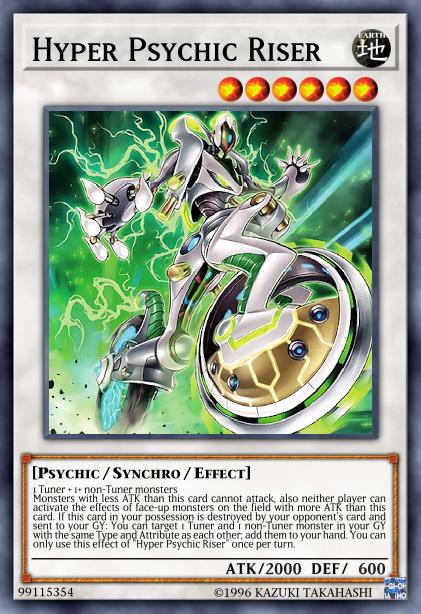 HYPER PSYCHIC RISER
EARTH
地
[PSYCHIC / SYNCHRO / EFFECT]
1 Tuner + 1+ non-Tuner monsters
Monsters with less ATK than this card cannot attack, also neither player can
activate the effects of face-up monsters on the field with more ATK than this
card. If this card in your possession is destroyed by your opponent's card and
sent to your GY: You can target 1 Tuner and 1 non-Tuner monster in your GY
with the same Type and Attribute as each other; add them to your hand. You can
only use this effect of "Hyper Psychic Riser" once per turn.
ATK/2000 DEF/ 600
99115354
©1996 KAZUKI TAKAHASHI